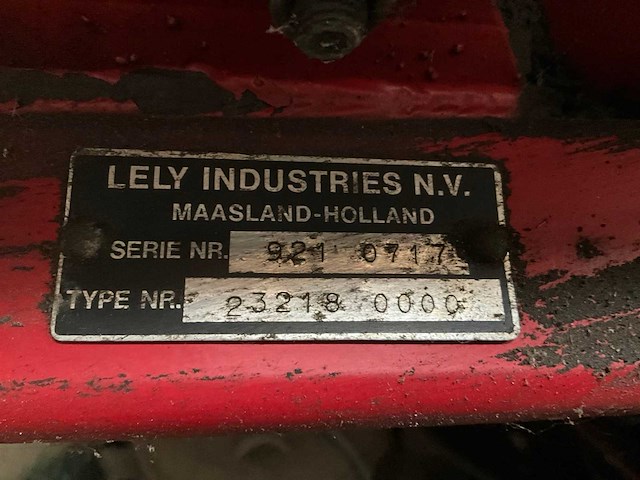 LELY INDUSTRIES N.V.
MAASLAND-HOLLAND
SERIE NR. 921 0717
TYPE NR. 23218 0000